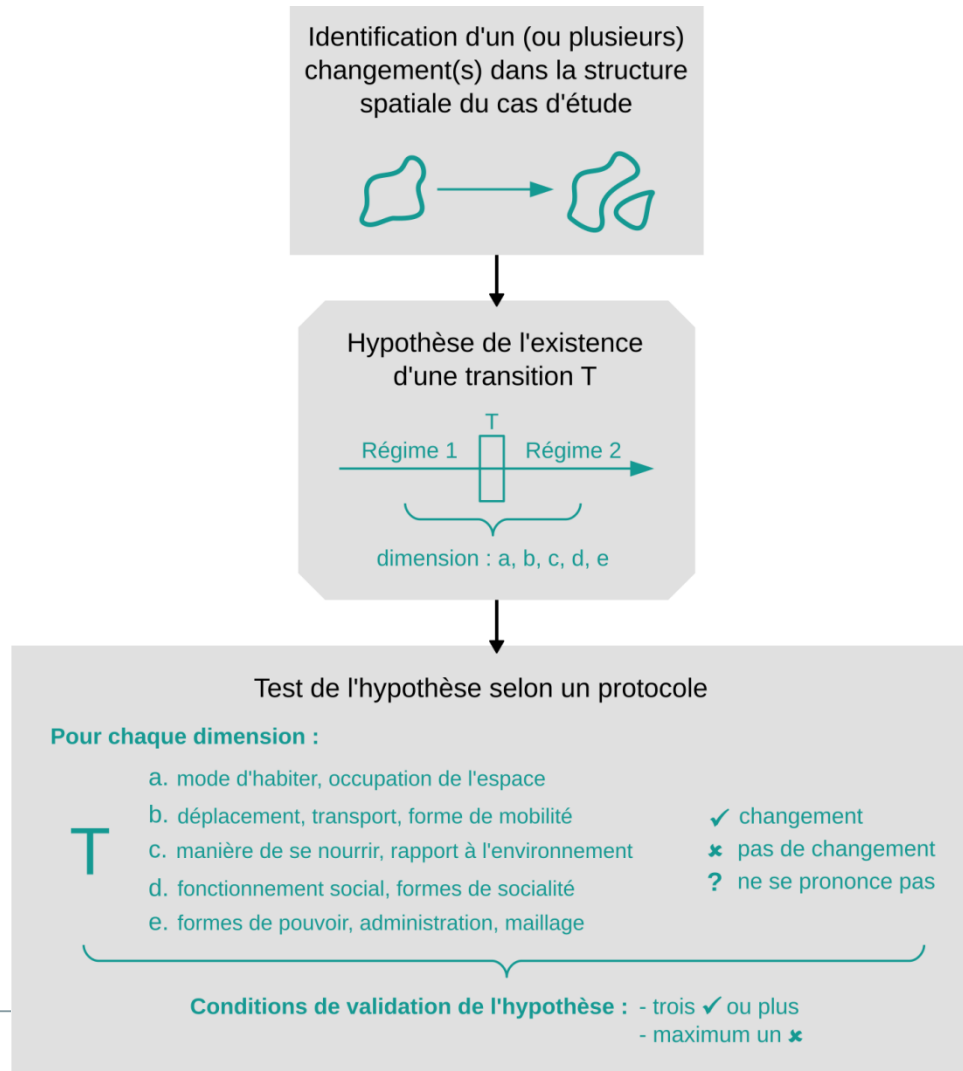 Identification d'un (ou plusieurs)
changement(s) dans la structure
spatiale du cas d'étude
Hypothèse de l'existence
d'une transition T
T
Régime 1 Régime 2
dimension : a, b, c, d, e
Test de l'hypothèse selon un protocole
Pour chaque dimension :
T
a. mode d'habiter, occupation de l'espace
b. déplacement, transport, forme de mobilité
c. manière de se nourrir, rapport à l'environnement
d. fonctionnement social, formes de socialité
e. formes de pouvoir, administration, maillage
✓ changement
✖ pas de changement
? ne se prononce pas
Conditions de validation de l'hypothèse : - trois ✓ ou plus
- maximum un ✖